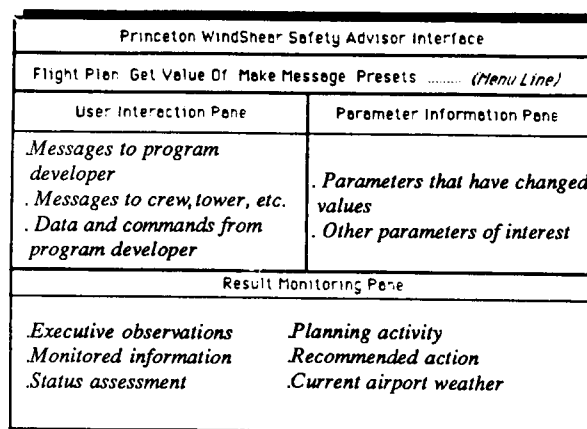 Princeton WindShear Safety Advisor Interface
Flight Plan Get Value Of Make Message Presets ........ (Menu Line)
User Interaction Pane
.Messages to program
developer
. Messages to crew, tower, etc.
. Data and commands from
program developer
Parameter Information Pane
. Parameters that have changed
values
. Other parameters of interest
Result Monitoring Pane
.Executive observations
.Monitored information
.Status assessment
.Planning activity
.Recommended action
.Current airport weather